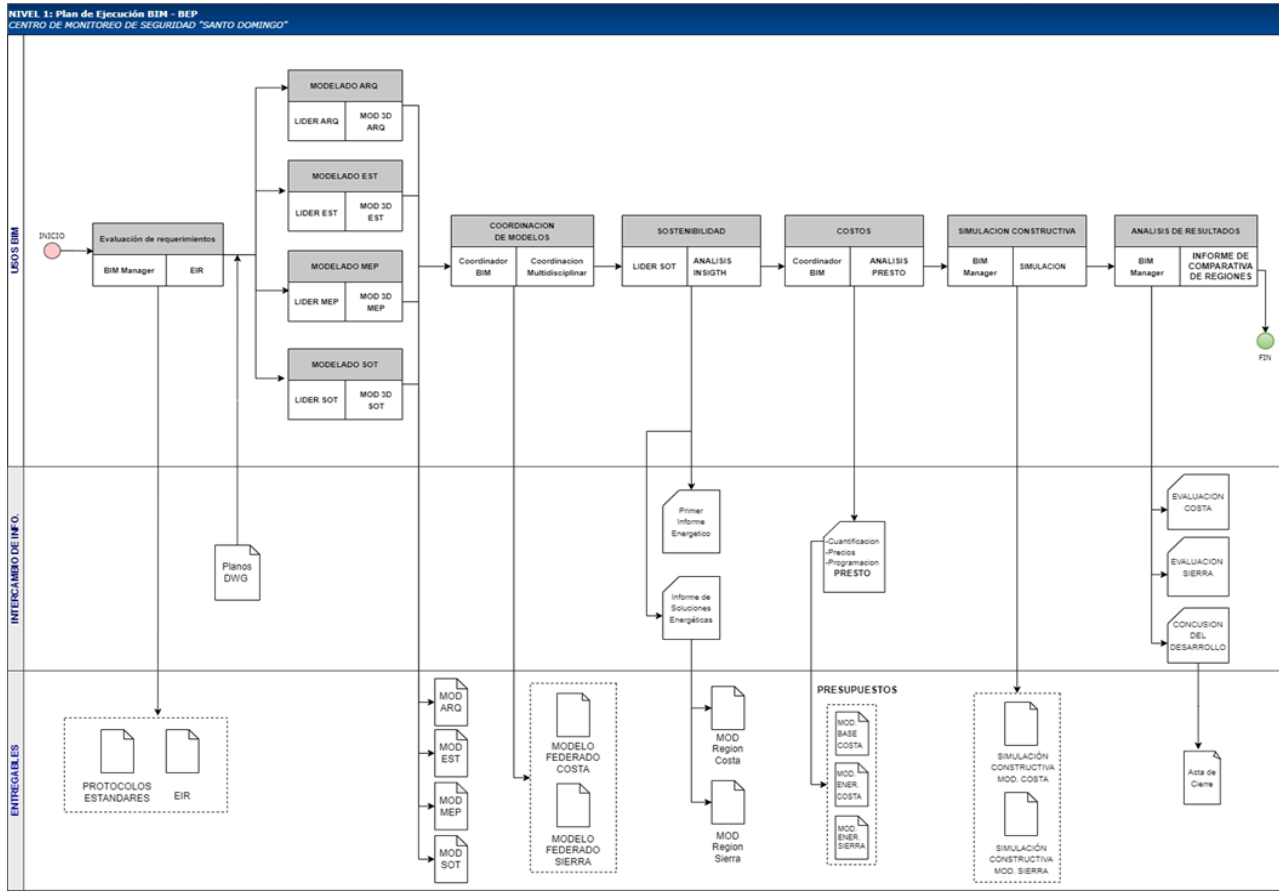 NIVEL 1: Plan de Ejecución BIM - BEP
CENTRO DE MONITOREO DE SEGURIDAD "SANTO DOMINGO"
USOS BIM
INICIO
Evaluación de requerimientos
BIM Manager
EIR
MODELADO ARQ
LIDER ARQ
MOD 3D
ARQ
MODELADO EST
LIDER EST
MOD 3D
EST
MODELADO MEP
LIDER MEP
MOD 3D
MEP
MODELADO SOT
LIDER SOT
MOD 3D
SOT
COORDINACION
DE MODELOS
Coordinador
BIM
Coordinacion
Multidisciplinar
SOSTENIBILIDAD
LIDER SOT
ANALISIS
INSIGTH
COSTOS
Coordinador
BIM
ANALISIS
PRESTO
SIMULACION CONSTRUCTIVA
BIM
Manager
SIMULACION
ANALISIS DE RESULTADOS
BIM
Manager
INFORME DE
COMPARATIVA
DE REGIONES
FIN
INTERCAMBIO DE INFO.
Planos
DWG
Primer
Informe
Energetico
Informe de
Soluciones
Energéticas
-Cuantificacion
-Precios
-Programacion
PRESTO
EVALUACION
COSTA
EVALUACION
SIERRA
CONCUSION
DEL
DESARROLLO
ENTREGABLES
PROTOCOLOS
ESTANDARES
EIR
MOD
ARQ
MOD
EST
MOD
MEP
MOD
SOT
MODELO
FEDERADO
COSTA
MODELO
FEDERADO
SIERRA
MOD
Region
Costa
MOD
Region
Sierra
PRESUPUESTOS
MOD.
BASE
COSTA
MOD.
ENER.
COSTA
MOD.
ENER.
SIERRA
SIMULACIÓN
CONSTRUCTIVA
MOD. COSTA
SIMULACIÓN
CONSTRUCTIVA
MOD. SIERRA
Acta de
Cierre